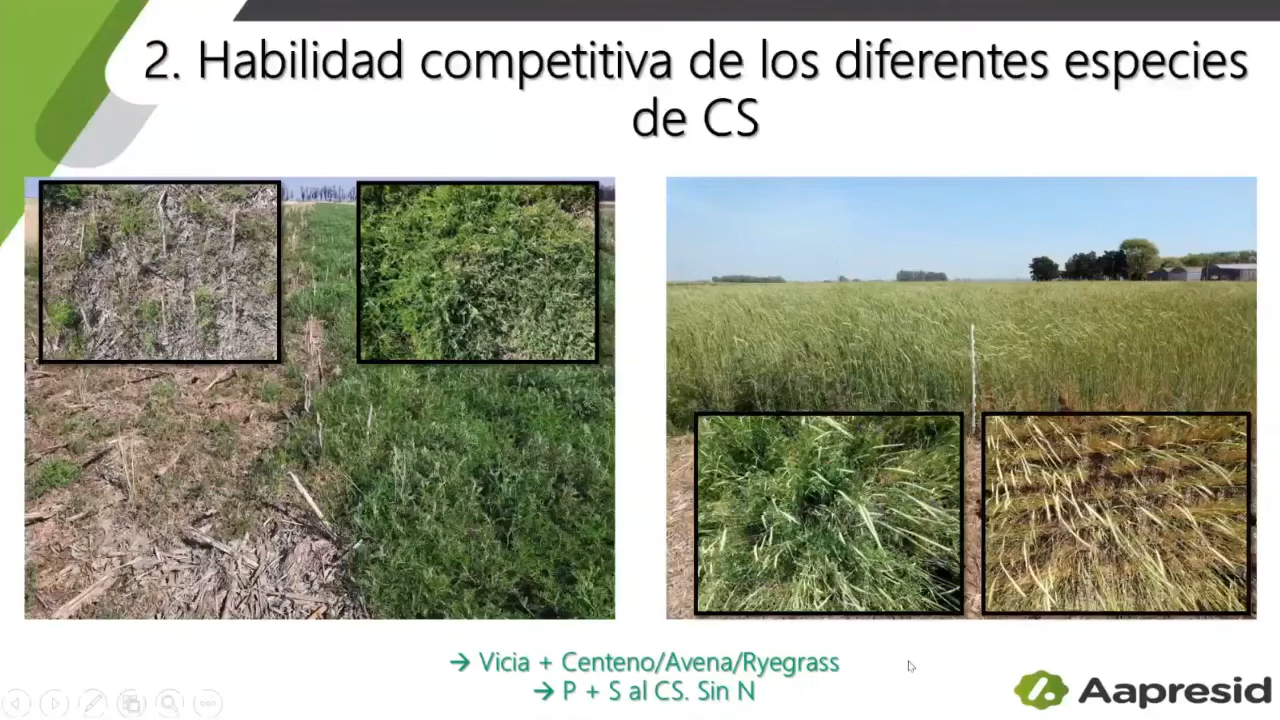 2. Habilidad competitiva de los diferentes especies
de CS
→ Vicia + Centeno/Avena/Ryegrass
→ P + S al CS. Sin N
Aapresid